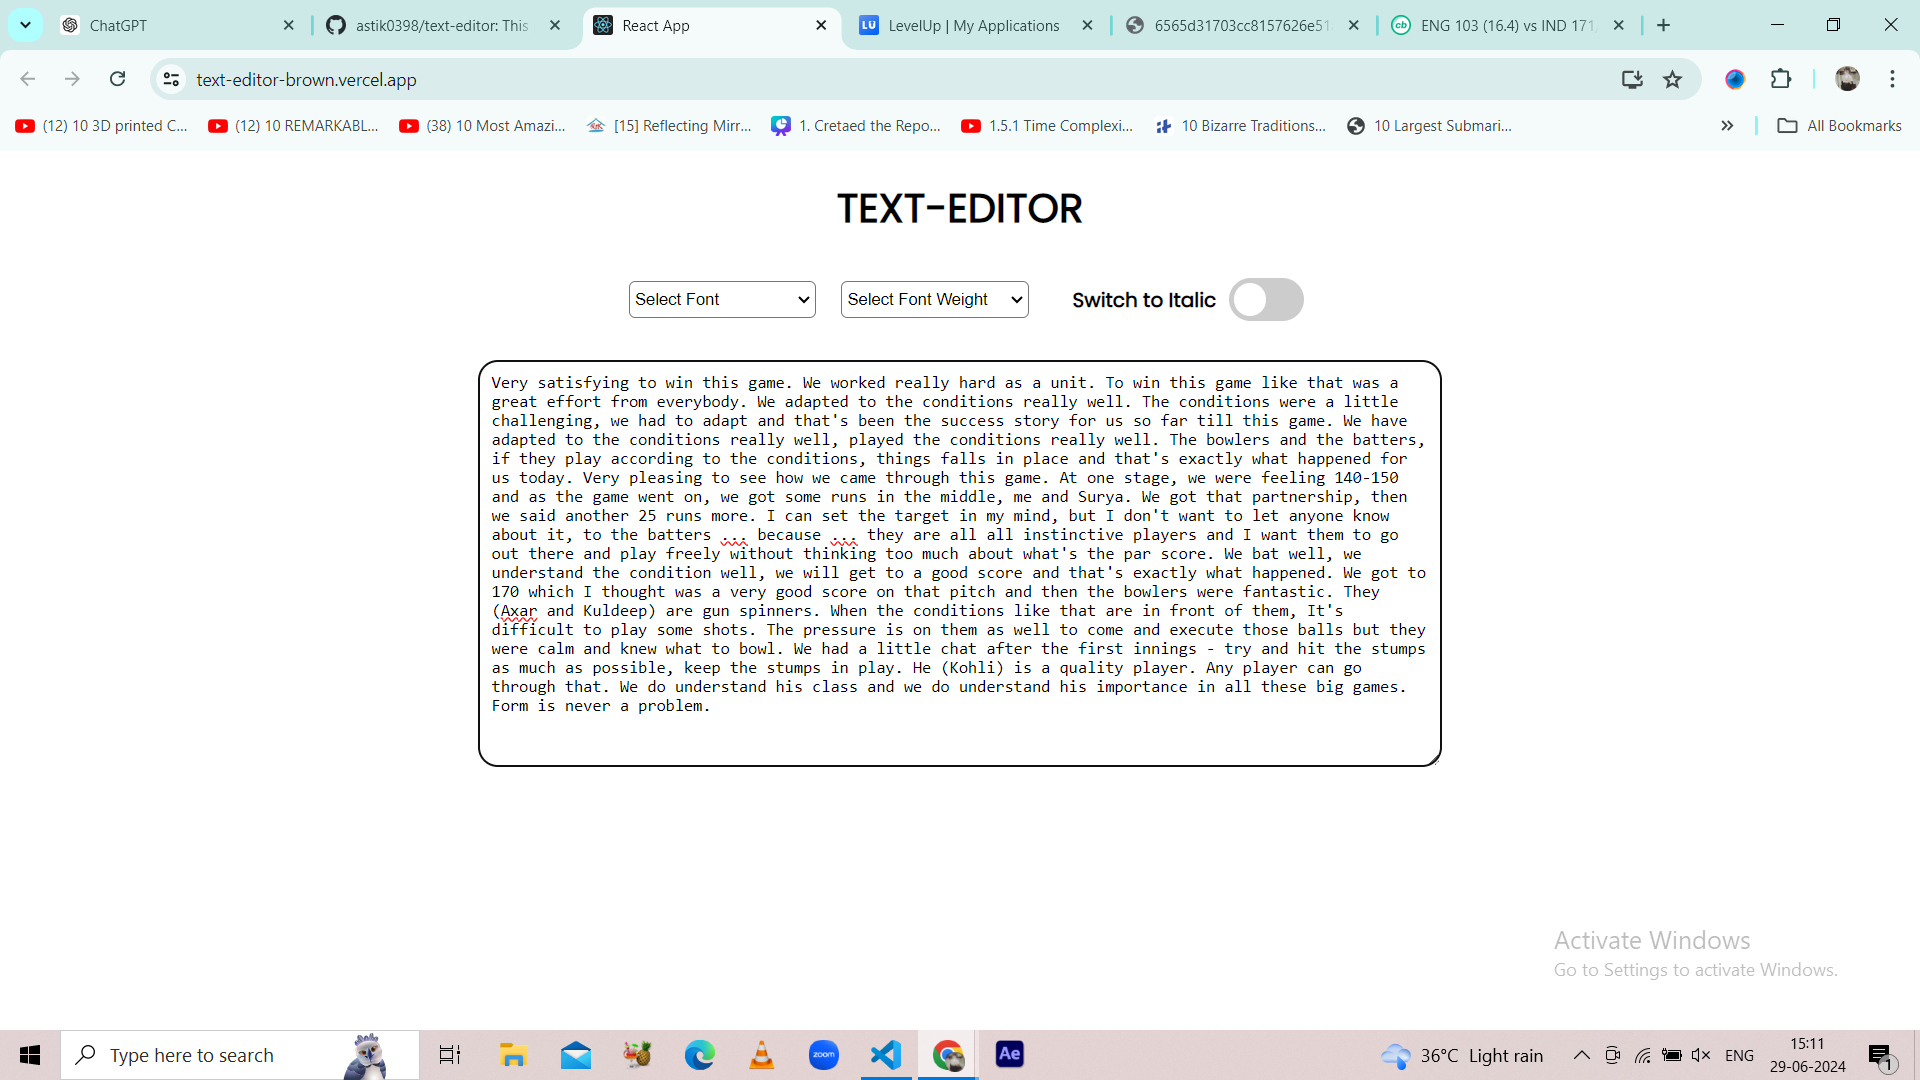 ChatGPT
astik0398/text-editor: This
React App
LU LevelUp | My Applications
6565d31703cc8157626e51
cb ENG 103 (16.4) vs IND 171
text-editor-brown.vercel.app
(12) 10 3D printed C...
(12) 10 REMARKABL...
(38) 10 Most Amazi...
[15] Reflecting Mirr...
1. Cretaed the Repo...
1.5.1 Time Complexi...
10 Bizarre Traditions...
10 Largest Submari...
All Bookmarks
TEXT-EDITOR
Select Font
Select Font Weight
Switch to Italic
Very satisfying to win this game. We worked really hard as a unit. To win this game like that was a
great effort from everybody. We adapted to the conditions really well. The conditions were a little
challenging, we had to adapt and that's been the success story for us so far till this game. We have
adapted to the conditions really well, played the conditions really well. The bowlers and the batters,
if they play according to the conditions, things falls in place and that's exactly what happened for
us today. Very pleasing to see how we came through this game. At one stage, we were feeling 140-150
and as the game went on, we got some runs in the middle, me and Surya. We got that partnership, then
we said another 25 runs more. I can set the target in my mind, but I don't want to let anyone know
about it, to the batters ... because ... they are all all instinctive players and I want them to go
out there and play freely without thinking too much about what's the par score. We bat well, we
understand the condition well, we will get to a good score and that's exactly what happened. We got to
170 which I thought was a very good score on that pitch and then the bowlers were fantastic. They
(Axar and Kuldeep) are gun spinners. When the conditions like that are in front of them, It's
difficult to play some shots. The pressure is on them as well to come and execute those balls but they
were calm and knew what to bowl. We had a little chat after the first innings - try and hit the stumps
as much as possible, keep the stumps in play. He (Kohli) is a quality player. Any player can go
through that. We do understand his class and we do understand his importance in all these big games.
Form is never a problem.
Activate Windows
Go to Settings to activate Windows.
Type here to search
zoom
Ae
36°C Light rain
ENG
15:11
29-06-2024
1